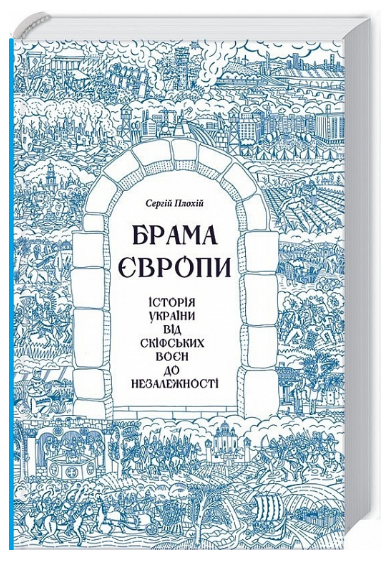 Сергій Плохій
БРАМА
ЄВРОПИ
ІСТОРІЯ
УКРАЇНИ
ВІД
СКІФСЬКИХ
ВОЄН
ДО
НЕЗАЛЕЖНОСТІ